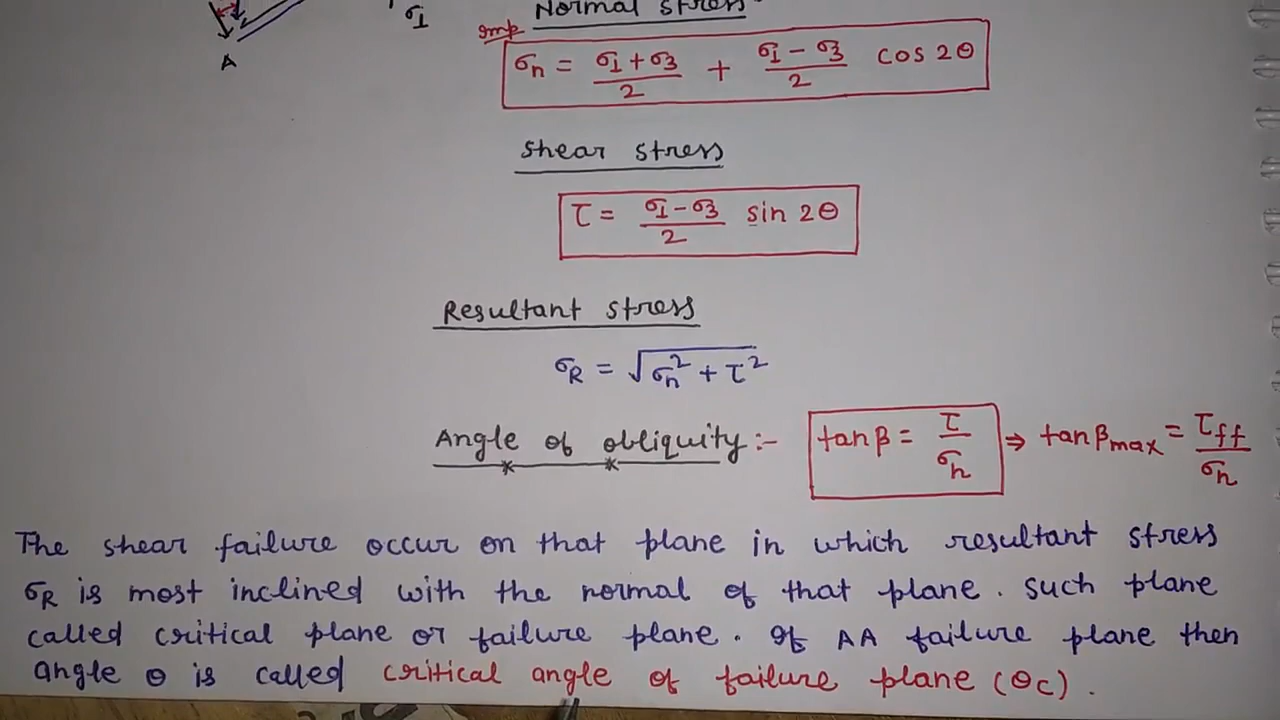 Normal stress
σ1
A
Imp
σn = σ1 + σ3 / 2 + σ1 - σ3 / 2 cos 2θ
Shear stress
τ = σ1 - σ3 / 2 sin 2θ
Resultant stress
σR = √σn² + τ²
Angle of obliquity :- tanβ = τ / σn ⇒ tanβmax = τff / σn
The shear failure occur on that plane in which resultant stress
σR is most inclined with the normal of that plane. Such plane
called critical plane or failure plane. If AA failure plane then
angle θ is called critical angle of failure plane (θc).